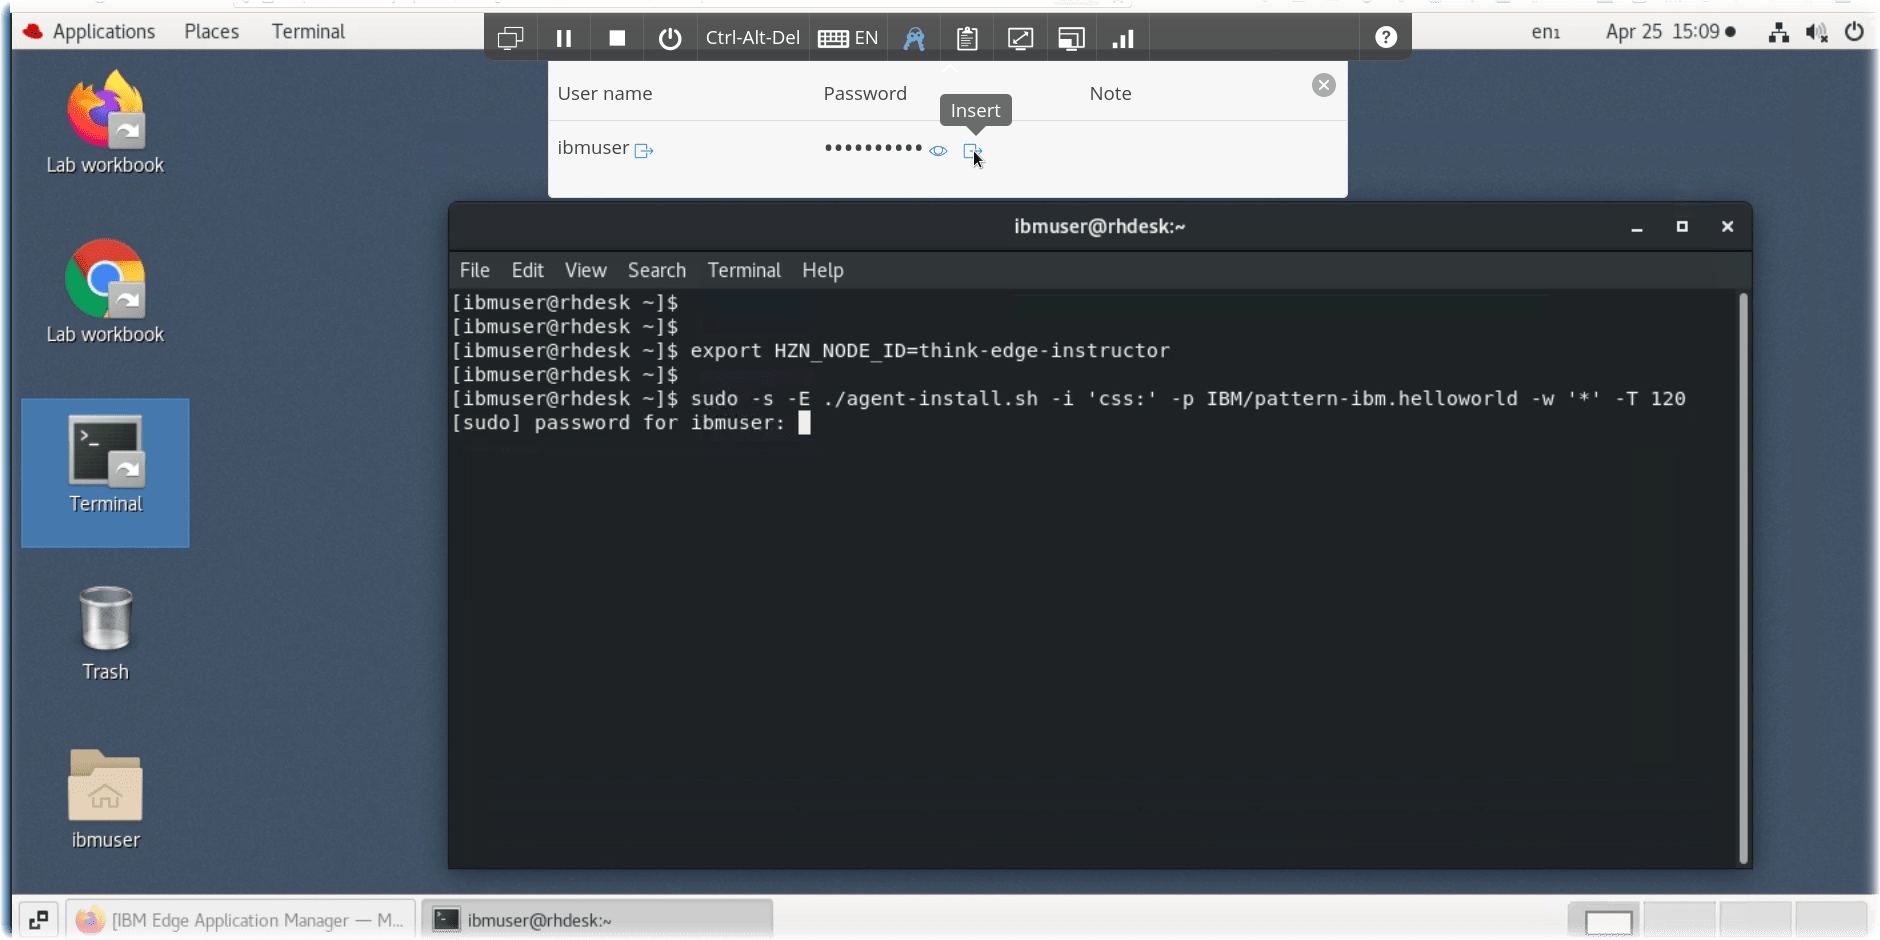 Applications Places Terminal
Ctrl-Alt-Del EN
en1 Apr 25 15:09
User name Password Note
Insert
ibmuser ••••••••••
Lab workbook
Lab workbook
Terminal
Trash
ibmuser
ibmuser@rhdesk:~
File Edit View Search Terminal Help
[ibmuser@rhdesk ~]$
[ibmuser@rhdesk ~]$
[ibmuser@rhdesk ~]$ export HZN_NODE_ID=think-edge-instructor
[ibmuser@rhdesk ~]$
[ibmuser@rhdesk ~]$ sudo -s -E ./agent-install.sh -i 'css:' -p IBM/pattern-ibm.helloworld -w '*' -T 120
[sudo] password for ibmuser:
[IBM Edge Application Manager — M...
ibmuser@rhdesk:~